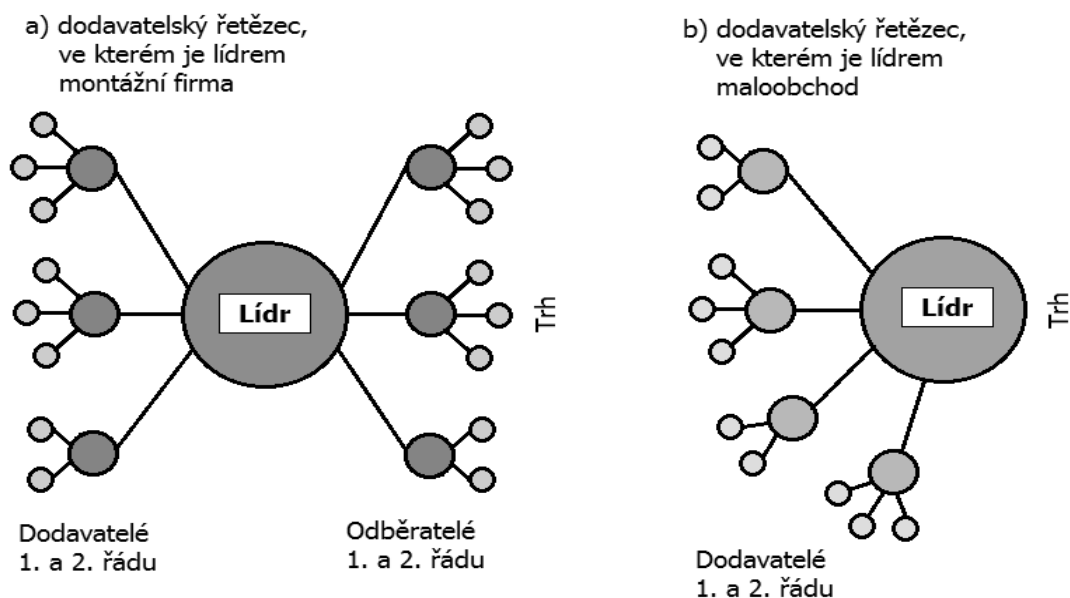 a) dodavatelský řetězec,
ve kterém je lídrem
montážní firma
Lídr
Trh
Dodavatelé
1. a 2. řádu
Odběratelé
1. a 2. řádu
b) dodavatelský řetězec,
ve kterém je lídrem
maloobchod
Lídr
Trh
Dodavatelé
1. a 2. řádu